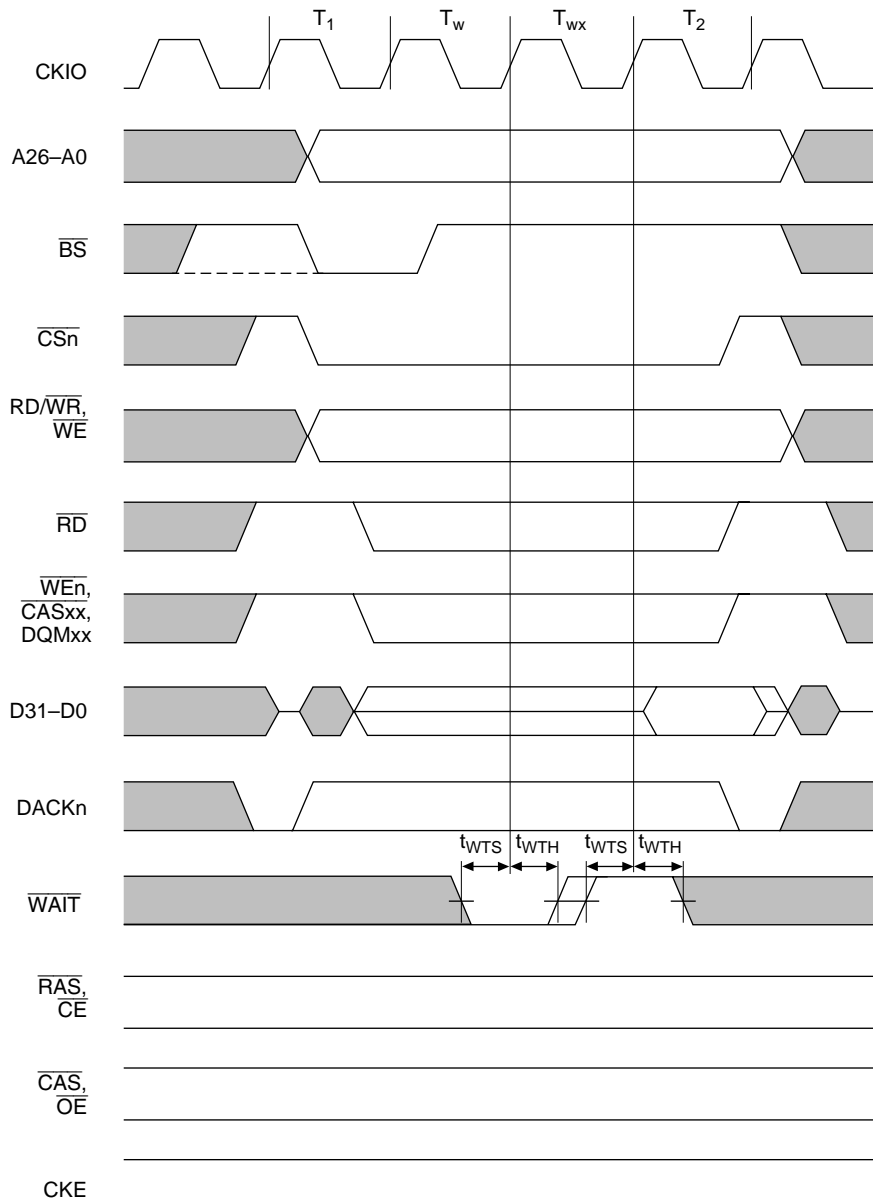 T1 Tw Twx T2
CKIO
A26–A0
BS
CSn
RD/WR,
WE
RD
WEn,
CASxx,
DQMxx
D31–D0
DACKn
tWTS tWTH tWTS tWTH
WAIT
RAS,
CE
CAS,
OE
CKE